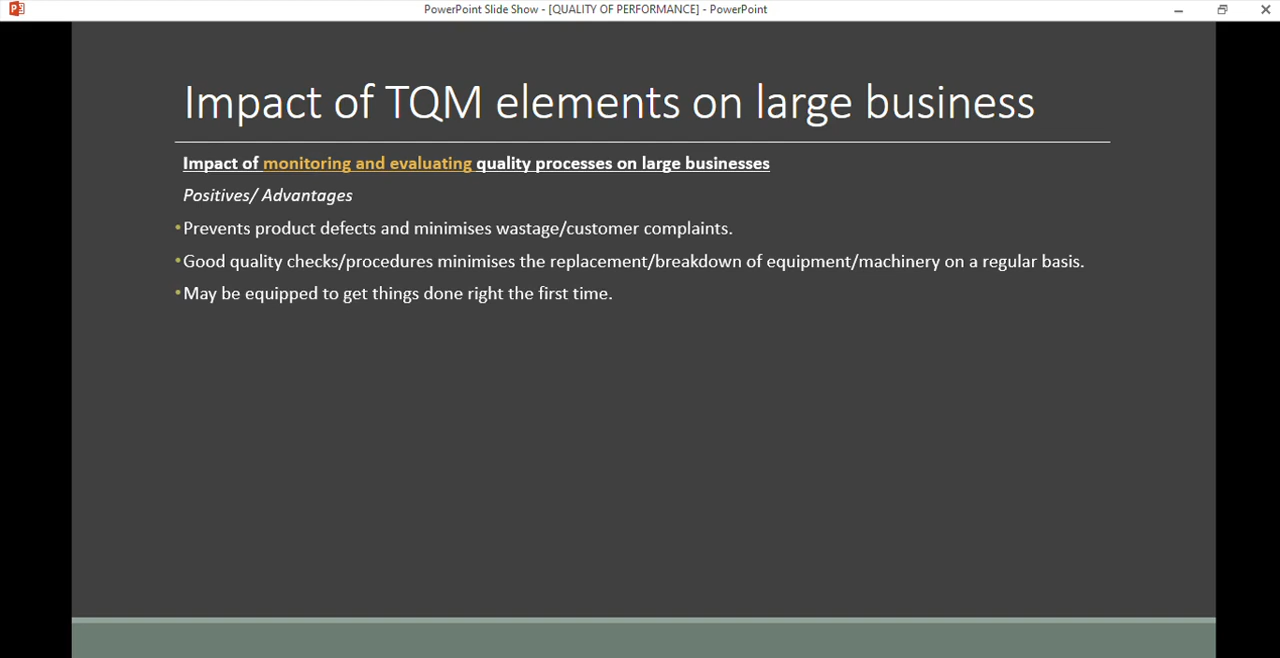 PowerPoint Slide Show - [QUALITY OF PERFORMANCE] - PowerPoint
Impact of TQM elements on large business
Impact of monitoring and evaluating quality processes on large businesses
Positives/ Advantages
•Prevents product defects and minimises wastage/customer complaints.
•Good quality checks/procedures minimises the replacement/breakdown of equipment/machinery on a regular basis.
•May be equipped to get things done right the first time.